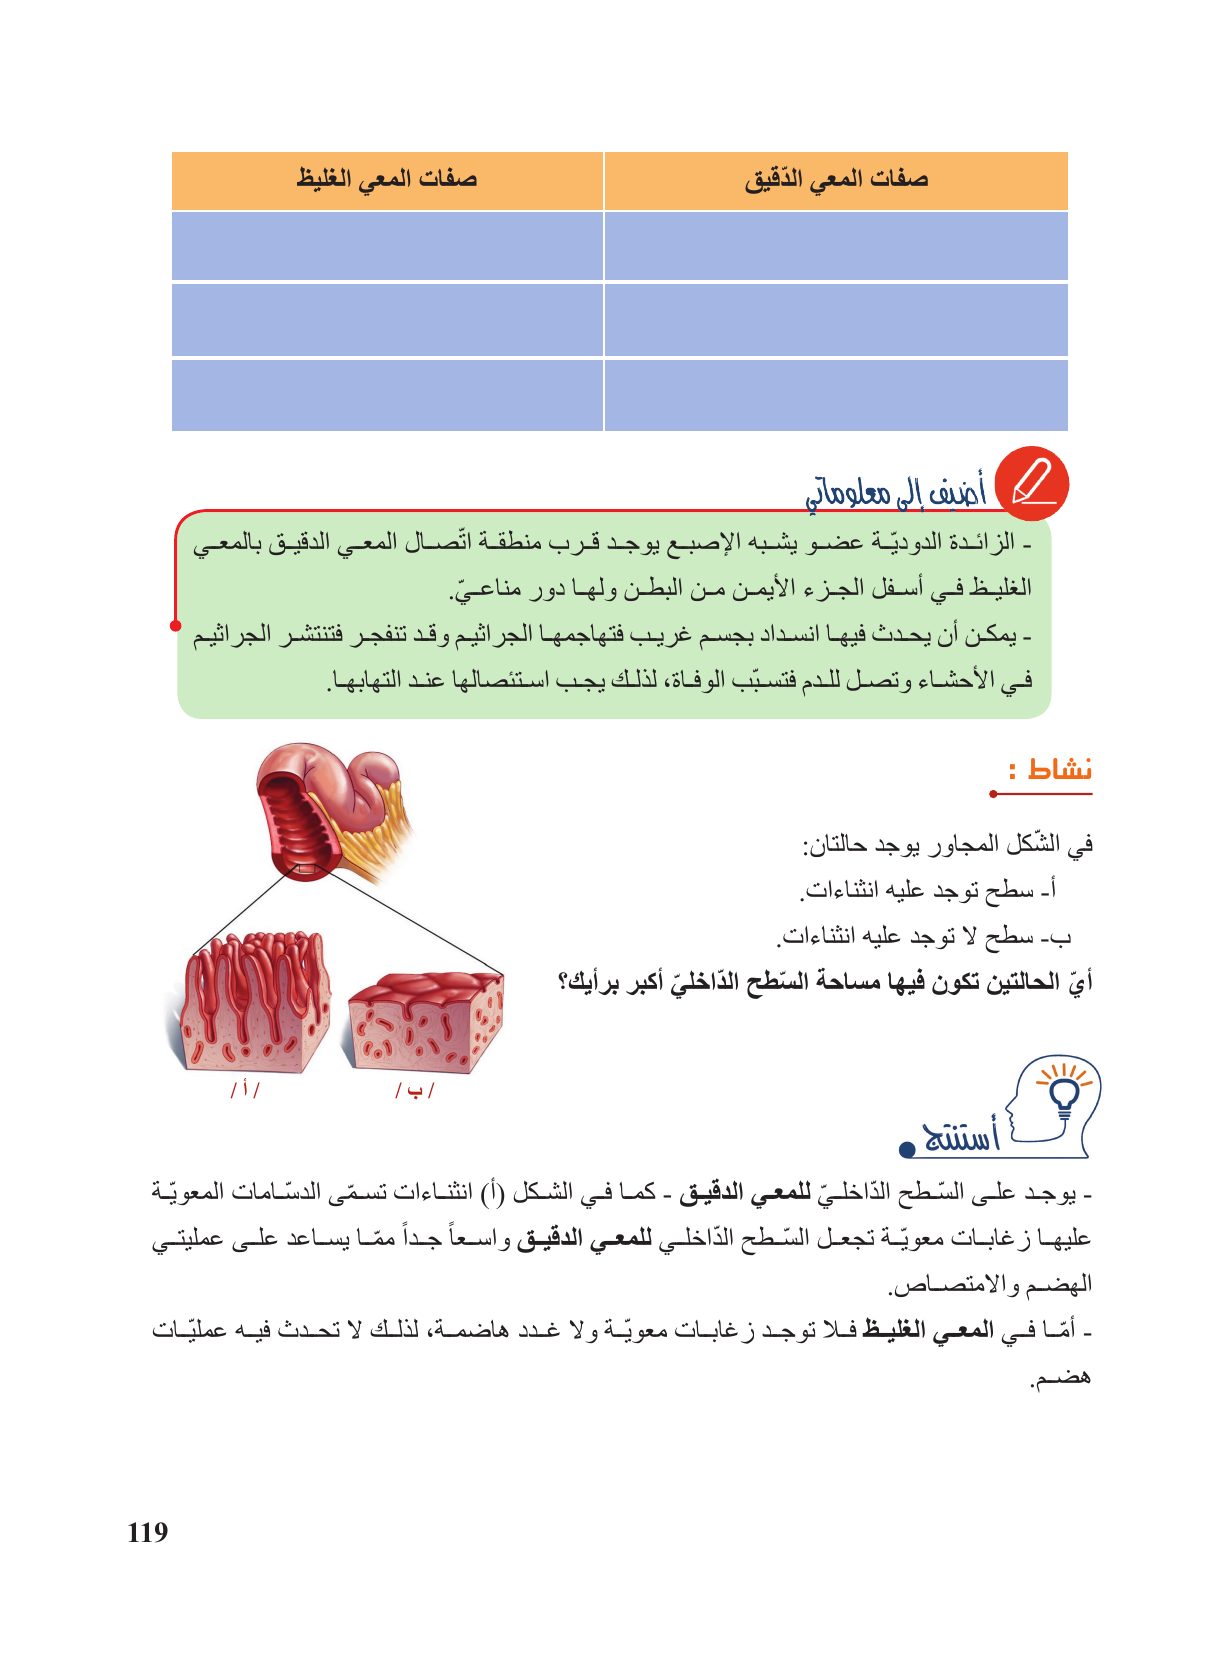 صفات المعي الدّقيق
صفات المعي الغليظ
أضيف إلى معلوماتي
- الزائدة الدوديّة عضو يشبه الإصبع يوجد قرب منطقة اتّصال المعي الدقيق بالمعي
الغليظ في أسفل الجزء الأيمن من البطن ولها دور مناعيّ.
- يمكن أن يحدث فيها انسداد بجسم غريب فتهاجمها الجراثيم وقد تنفجر فتنتشر الجراثيم
في الأحشاء وتصل للدم فتسبّب الوفاة، لذلك يجب استئصالها عند التهابها.
نشاط :
في الشّكل المجاور يوجد حالتان:
أ- سطح توجد عليه انثناءات.
ب- سطح لا توجد عليه انثناءات.
أيّ الحالتين تكون فيها مساحة السّطح الدّاخليّ أكبر برأيك؟
/ ب /
/ أ /
أستنتج
- يوجد على السّطح الدّاخليّ للمعي الدقيق - كما في الشكل (أ) انثناءات تسمّى الدسّامات المعويّة
عليها زغابات معويّة تجعل السّطح الدّاخلي للمعي الدقيق واسعاً جداً ممّا يساعد على عمليتي
الهضم والامتصاص.
- أمّا في المعي الغليظ فلا توجد زغابات معويّة ولا غدد هاضمة، لذلك لا تحدث فيه عمليّات
هضم.
119